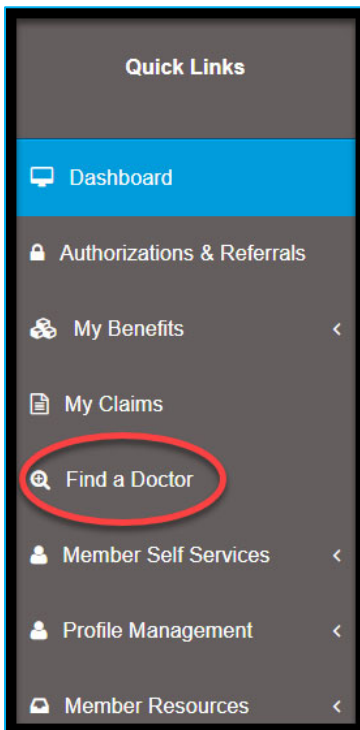 Quick Links
Dashboard
Authorizations & Referrals
My Benefits
My Claims
Find a Doctor
Member Self Services
Profile Management
Member Resources